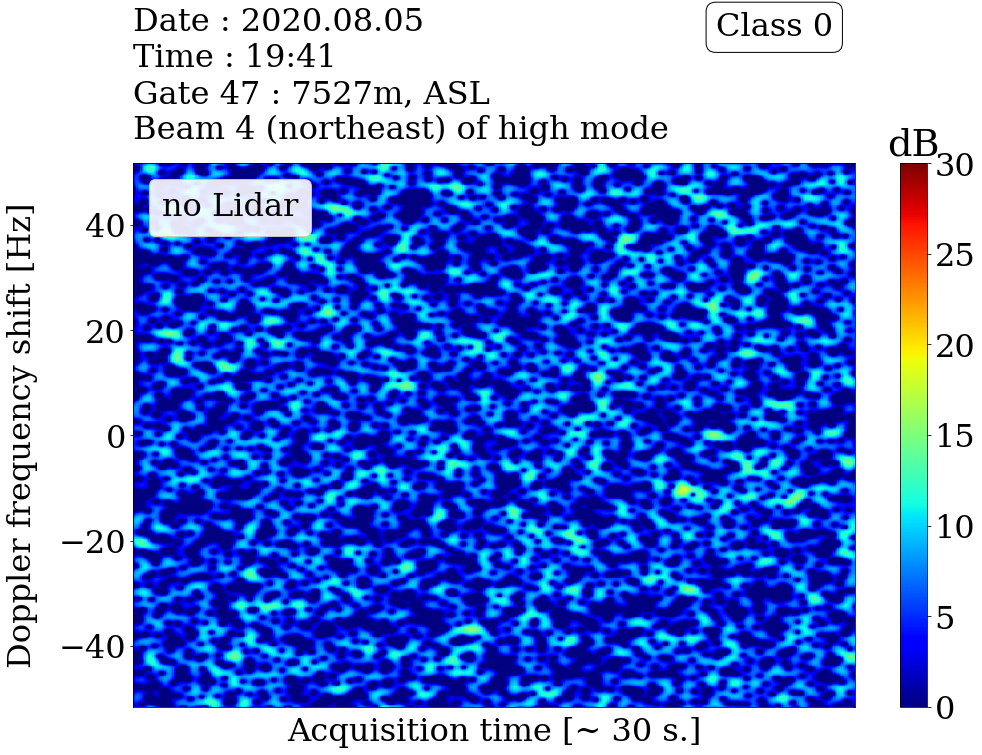 Date : 2020.08.05
Time : 19:41
Gate 47 : 7527m, ASL
Beam 4 (northeast) of high mode
Class 0
dB
no Lidar
Doppler frequency shift [Hz]
40
20
0
−20
−40
30
25
20
15
10
5
0
Acquisition time [~ 30 s.]